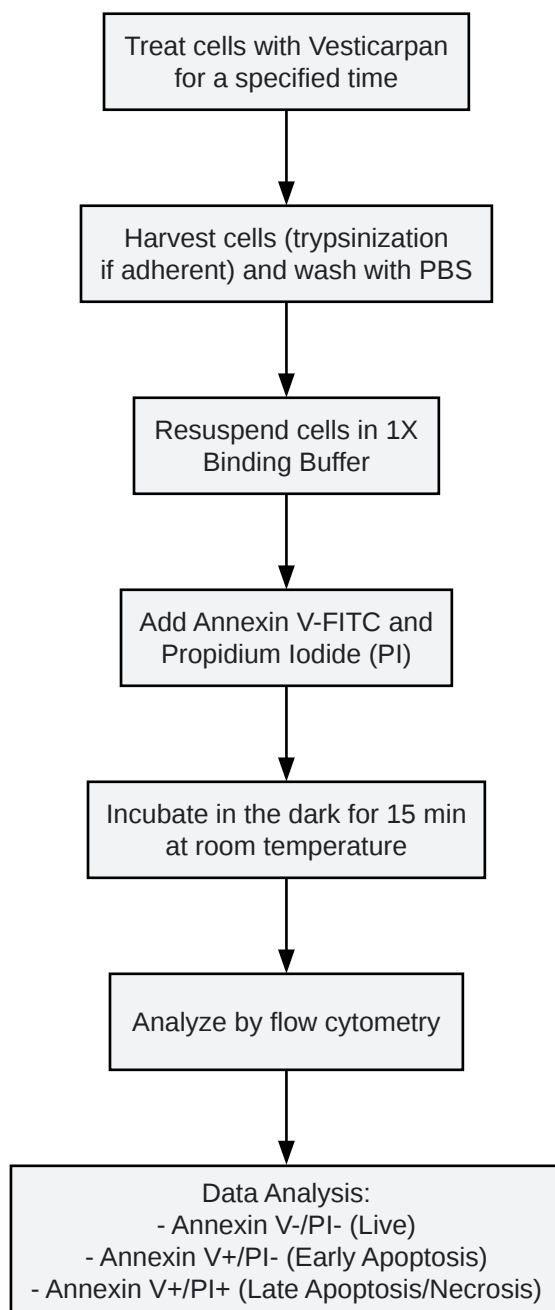 Treat cells with Vesticarpan
for a specified time
Harvest cells (trypsinization
if adherent) and wash with PBS
Resuspend cells in 1X
Binding Buffer
Add Annexin V-FITC and
Propidium Iodide (PI)
Incubate in the dark for 15 min
at room temperature
Analyze by flow cytometry
Data Analysis:
- Annexin V-/PI- (Live)
- Annexin V+/PI- (Early Apoptosis)
- Annexin V+/PI+ (Late Apoptosis/Necrosis)